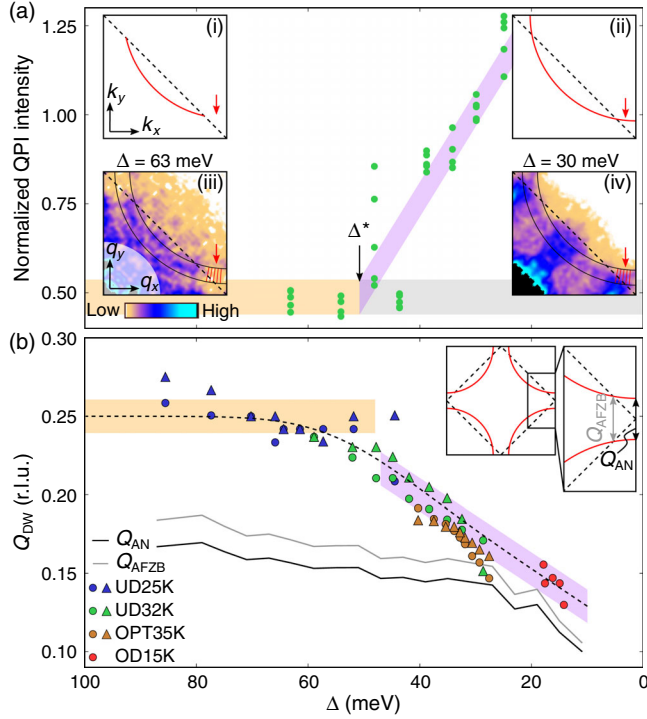 (a)
1.25
1.00
0.75
0.50
Normalized QPI intensity
(i)
k_y
k_x
(ii)
Δ = 63 meV
(iii)
q_y
q_x
Low
High
Δ*
Δ = 30 meV
(iv)
(b)
0.30
0.25
0.20
0.15
0.10
Q_DW (r.l.u.)
Q_AFZB
Q_AN
Q_AN
Q_AFZB
UD25K
UD32K
OPT35K
OD15K
100
80
60
40
20
0
Δ (meV)